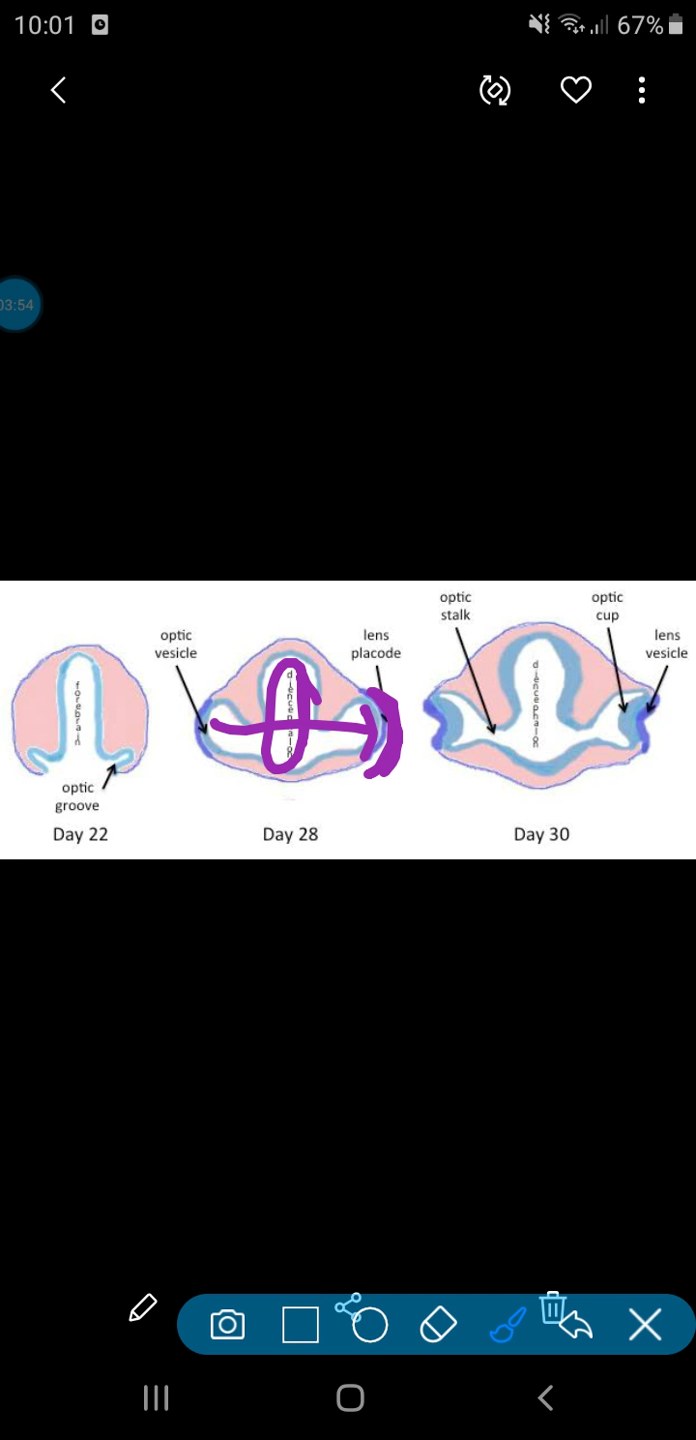 10:01
67%
03:54
optic
stalk
optic
cup
optic
vesicle
lens
placode
lens
vesicle
forebrain
diencephalon
diencephalon
optic
groove
Day 22
Day 28
Day 30